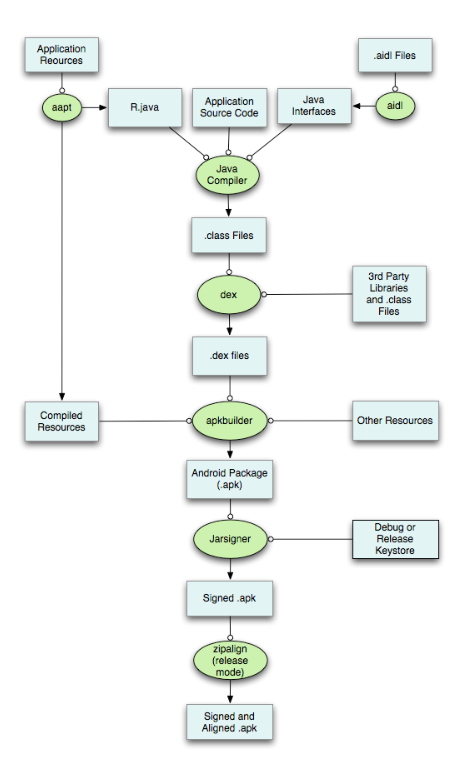 Application
Reources
.aidl Files
aapt
R.java
Application
Source Code
Java
Interfaces
aidl
Java
Compiler
.class Files
dex
3rd Party
Libraries
and .class
Files
.dex files
Compiled
Resources
apkbuilder
Other Resources
Android Package
(.apk)
Jarsigner
Debug or
Release
Keystore
Signed .apk
zipalign
(release
mode)
Signed and
Aligned .apk